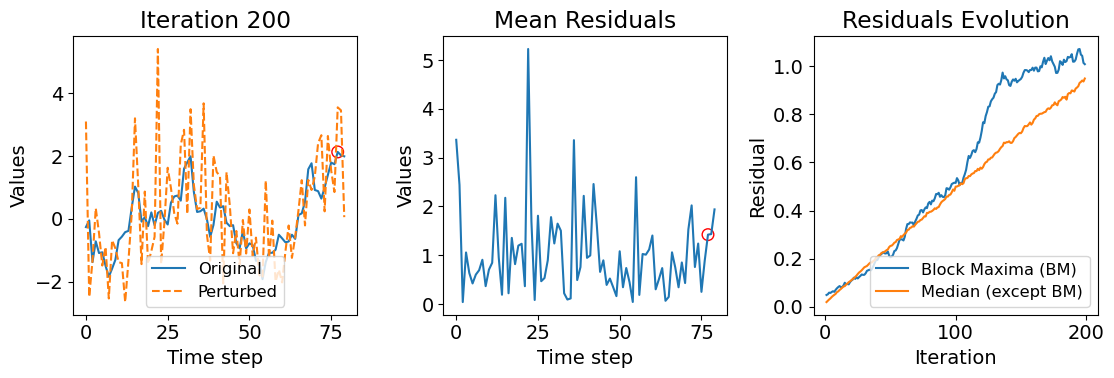 Iteration 200
Values
4
2
0
−2
Original
Perturbed
0
25
50
75
Time step
Mean Residuals
Values
5
4
3
2
1
0
0
25
50
75
Time step
Residuals Evolution
Residual
1.0
0.8
0.6
0.4
0.2
0.0
Block Maxima (BM)
Median (except BM)
0
100
200
Iteration